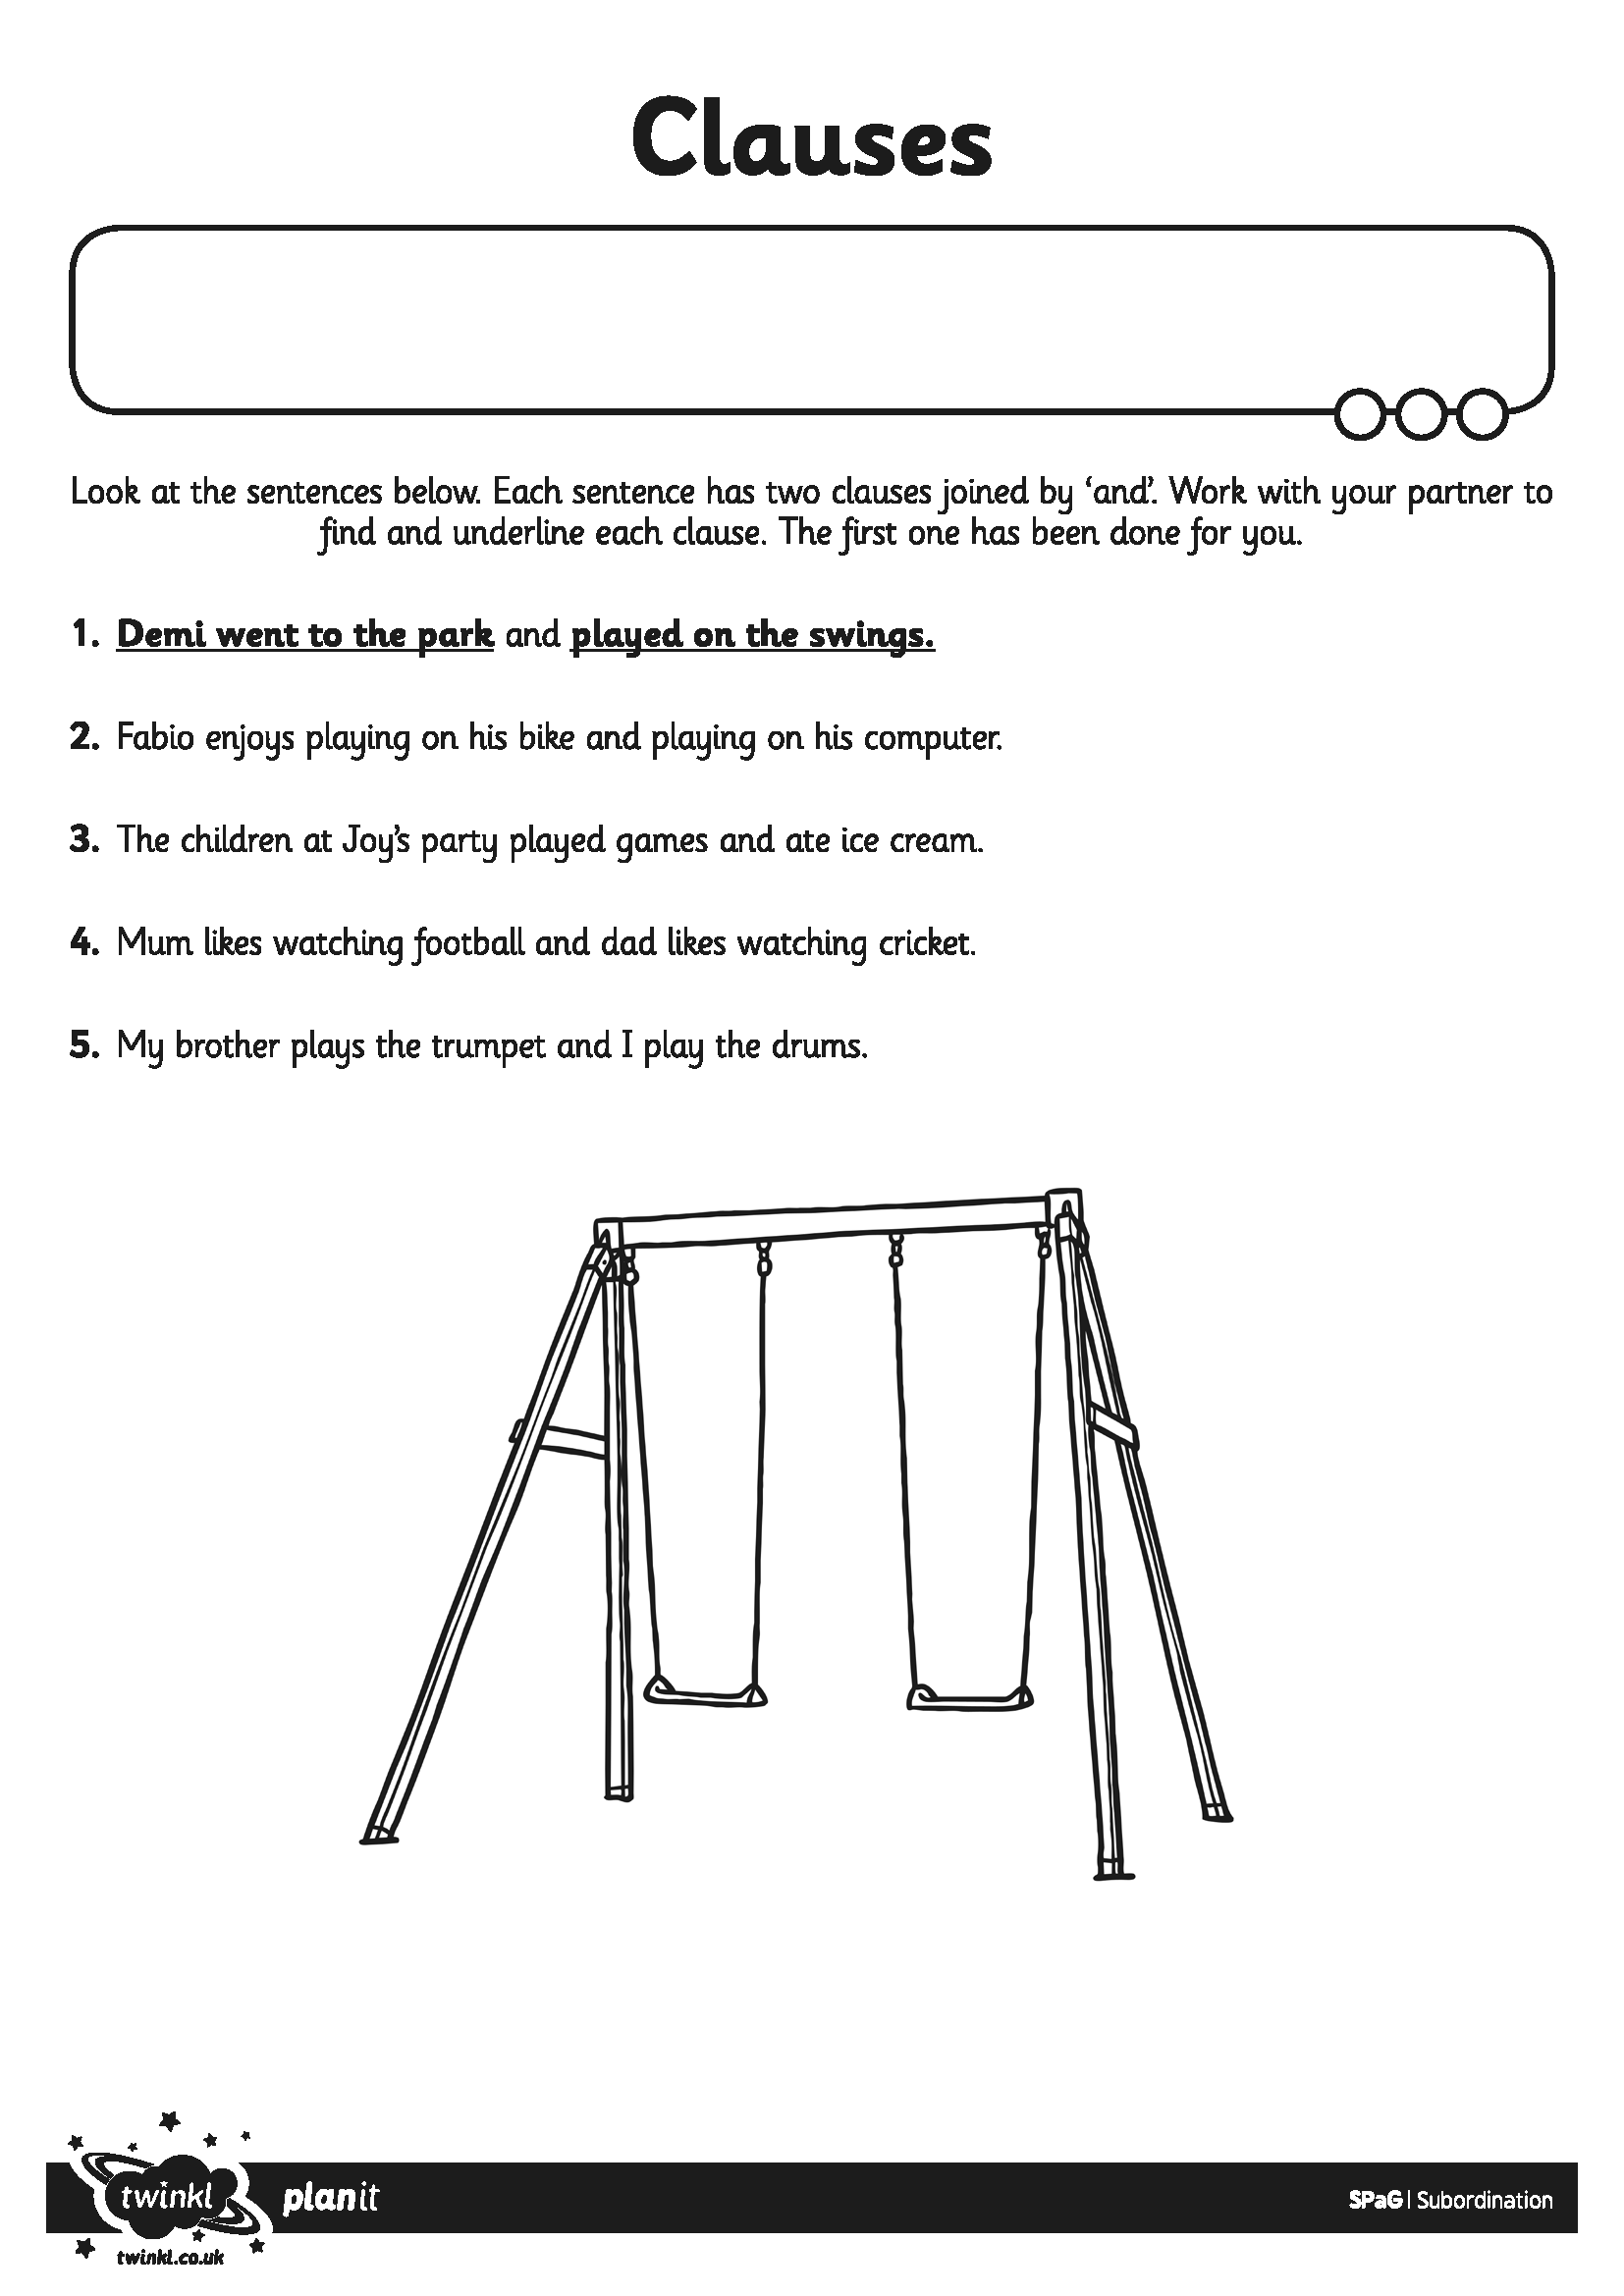 Clauses
Look at the sentences below. Each sentence has two clauses joined by ‘and’. Work with your partner to
find and underline each clause. The first one has been done for you.
1. Demi went to the park and played on the swings.
2. Fabio enjoys playing on his bike and playing on his computer.
3. The children at Joy’s party played games and ate ice cream.
4. Mum likes watching football and dad likes watching cricket.
5. My brother plays the trumpet and I play the drums.
twinkl planit
SPaG | Subordination
twinkl.co.uk